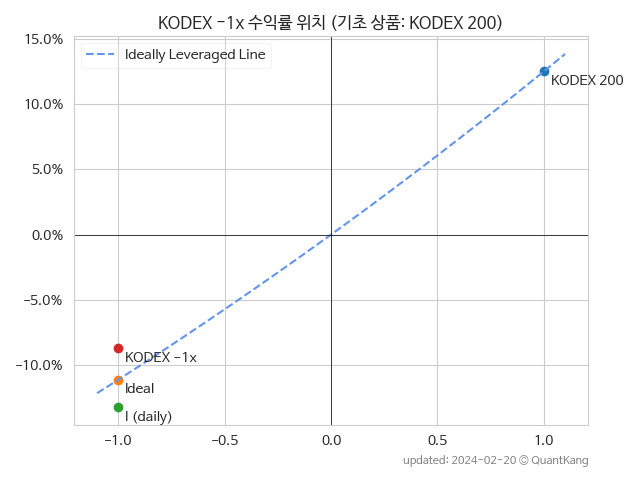 KODEX -1x 수익률 위치 (기초 상품: KODEX 200)
15.0%
Ideally Leveraged Line
10.0%
KODEX 200
5.0%
0.0%
-5.0%
KODEX -1x
-10.0%
Ideal
I (daily)
-1.0
-0.5
0.0
0.5
1.0
updated: 2024-02-20 © QuantKang